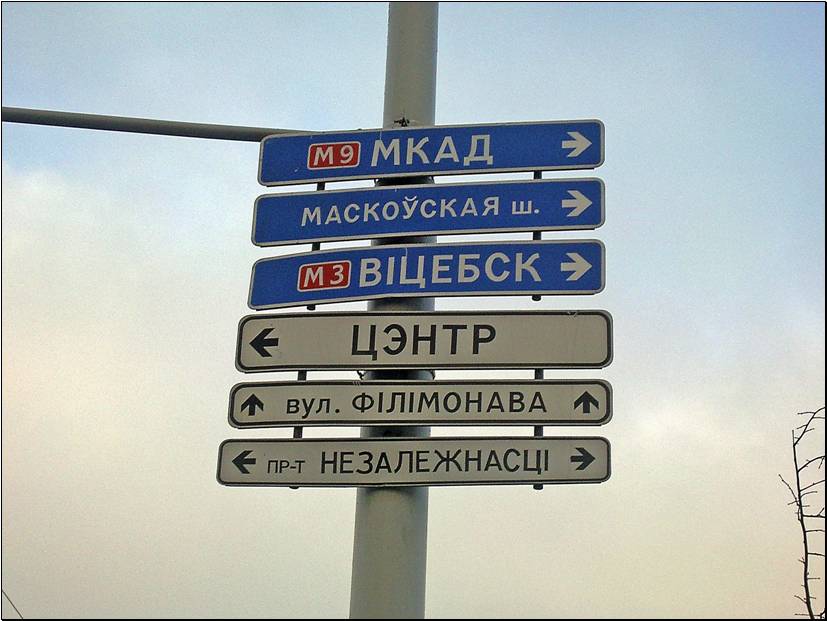 М9 МКАД
МАСКОЎСКАЯ ш.
М3 ВІЦЕБСК
ЦЭНТР
вул. ФІЛІМОНАВА
ПР-Т НЕЗАЛЕЖНАСЦІ